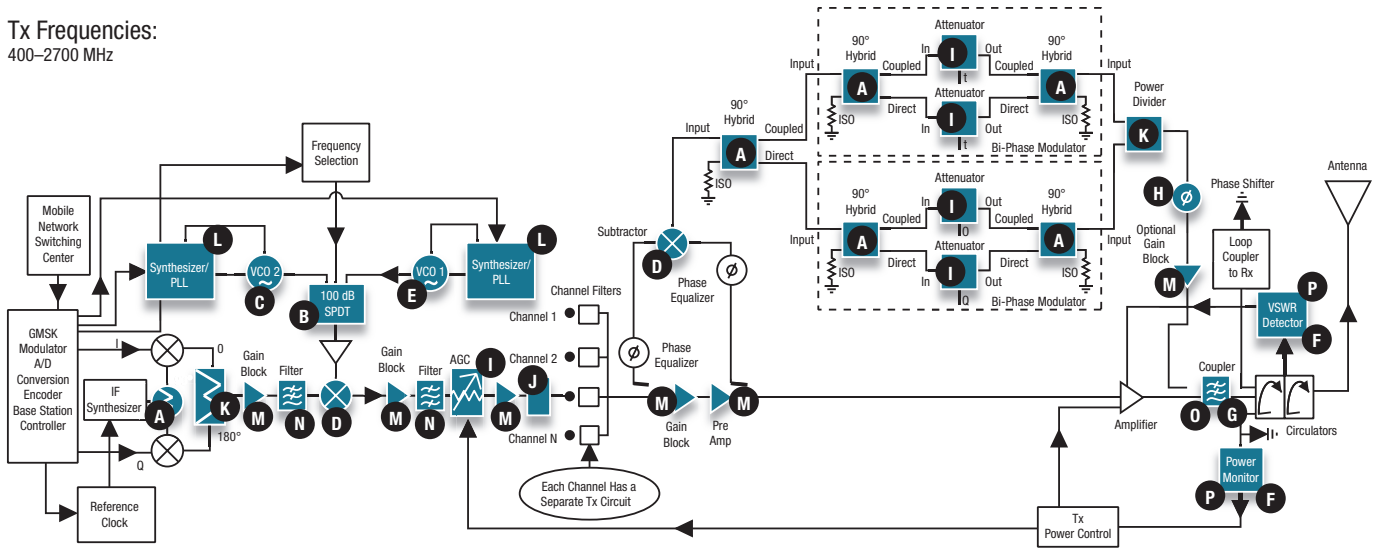 Tx Frequencies:
400–2700 MHz
Frequency
Selection
Mobile
Network
Switching
Center
Synthesizer/
PLL
L
VCO 2
C
100 dB
SPDT
B
VCO 1
E
Synthesizer/
PLL
L
GMSK
Modulator
A/D
Conversion
Encoder
Base Station
Controller
I
Q
IF
Synthesizer
A
0
180°
K
Reference
Clock
Gain
Block
M
Filter
N
D
Gain
Block
M
Filter
N
AGC
I
M
J
Channel Filters
Channel 1
Channel 2
Channel N
Each Channel Has a
Separate Tx Circuit
Subtractor
D
Phase
Equalizer
Ø
Phase
Equalizer
Ø
M
Gain
Block
Pre
Amp
M
90°
Hybrid
Input
A
Coupled
Direct
ISO
Input
90°
Hybrid
A
ISO
Coupled
Direct
Attenuator
In
I
Out
t
Attenuator
In
I
Out
t
Coupled
Direct
90°
Hybrid
A
ISO
Input
Bi-Phase Modulator
Input
90°
Hybrid
A
ISO
Coupled
Direct
Attenuator
In
I
Out
Q
Attenuator
In
I
Out
Q
Coupled
Direct
90°
Hybrid
A
ISO
Input
Bi-Phase Modulator
Power
Divider
K
H
Ø
Phase Shifter
Optional
Gain
Block
M
Loop
Coupler
to Rx
Antenna
P
VSWR
Detector
F
Amplifier
Coupler
O
G
Circulators
Power
Monitor
P
F
Tx
Power Control